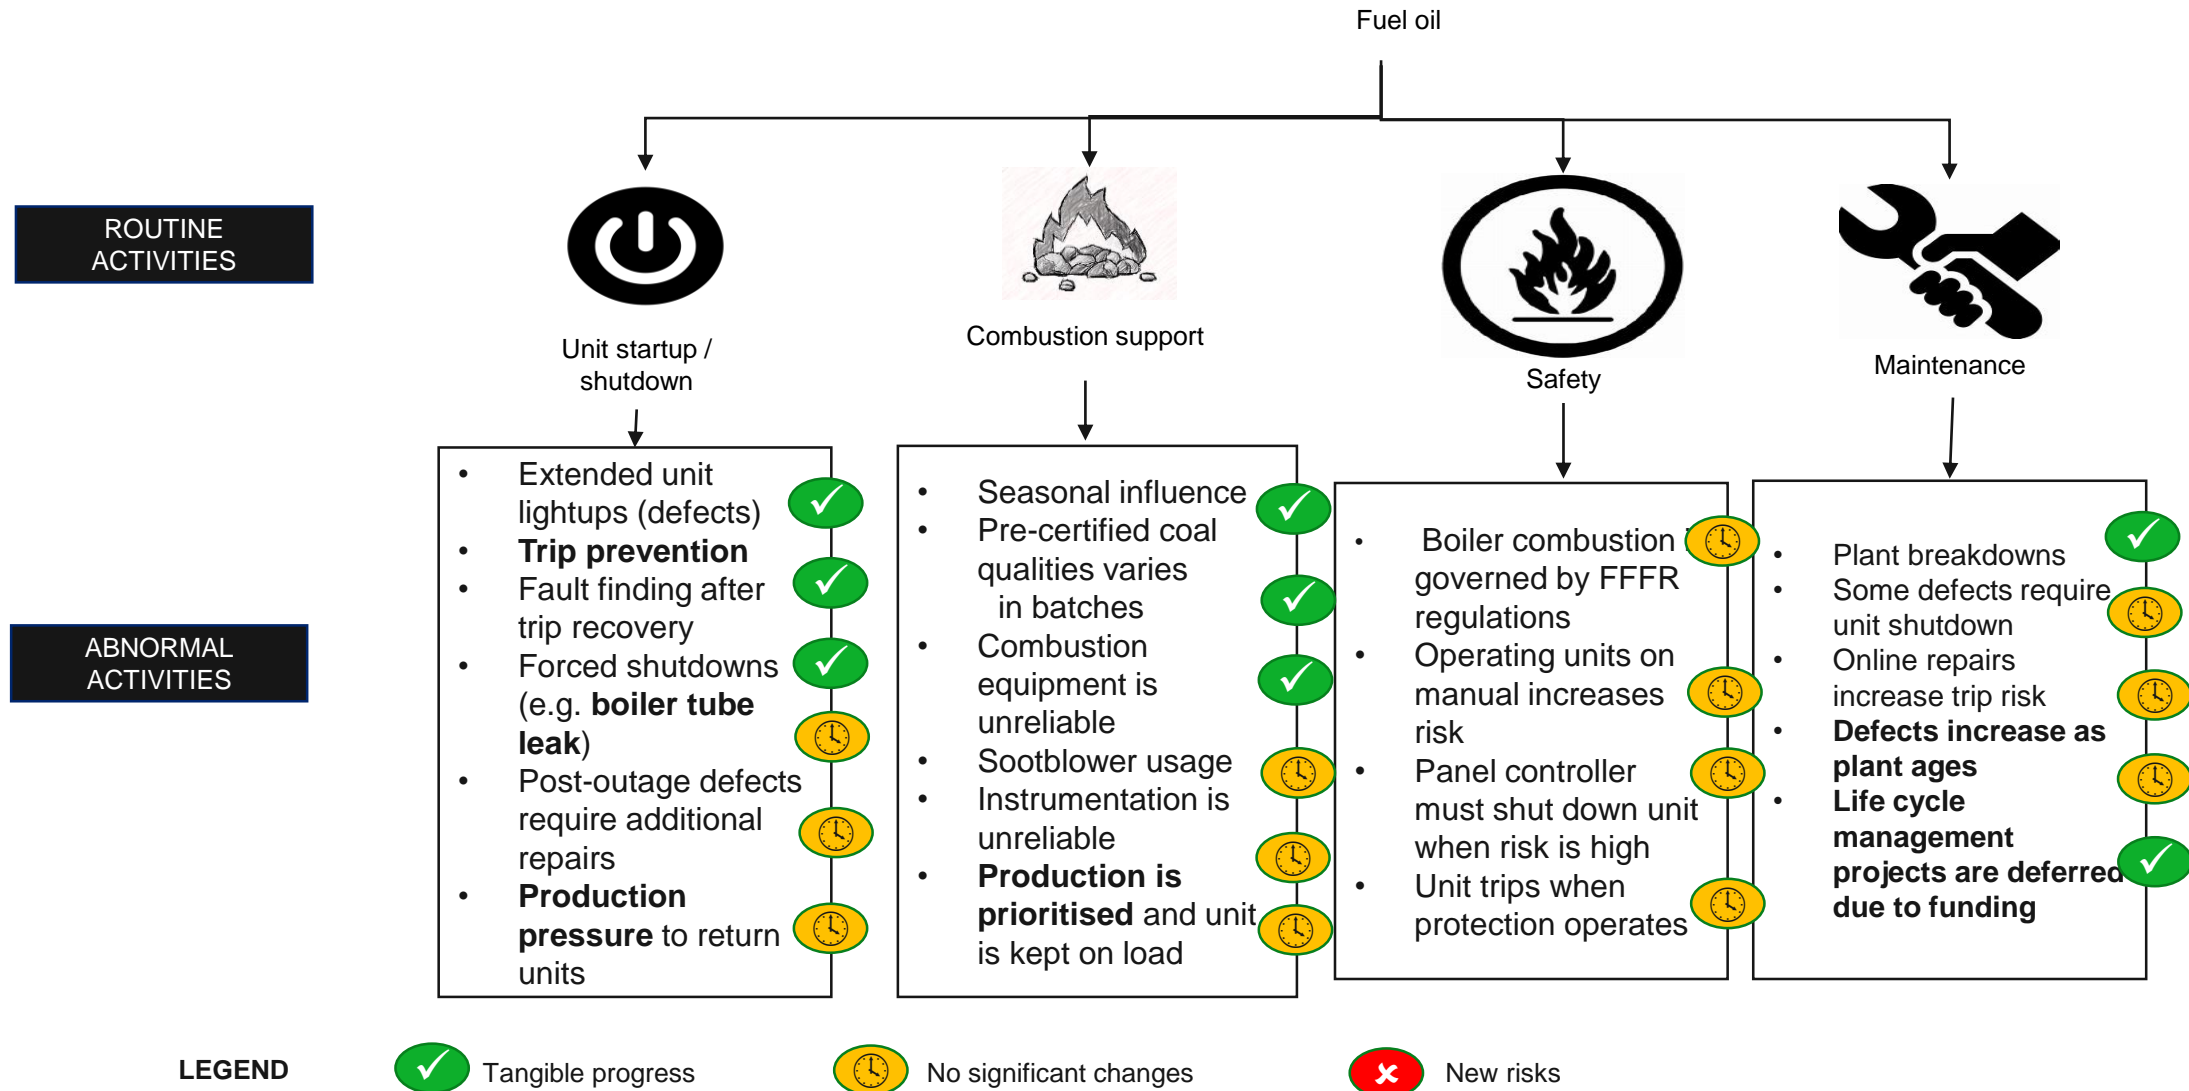 Fuel oil
ROUTINE
ACTIVITIES
Unit startup /
shutdown
Combustion support
Safety
Maintenance
ABNORMAL
ACTIVITIES
• Extended unit
lightups (defects)
• Trip prevention
• Fault finding after
trip recovery
• Forced shutdowns
(e.g. boiler tube
leak)
• Post-outage defects
require additional
repairs
• Production
pressure to return
units
• Seasonal influence
• Pre-certified coal
qualities varies
in batches
• Combustion
equipment is
unreliable
• Sootblower usage
• Instrumentation is
unreliable
• Production is
prioritised and unit
is kept on load
• Boiler combustion
governed by FFFR
regulations
• Operating units on
manual increases
risk
• Panel controller
must shut down unit
when risk is high
• Unit trips when
protection operates
• Plant breakdowns
• Some defects require
unit shutdown
• Online repairs
increase trip risk
• Defects increase as
plant ages
• Life cycle
management
projects are deferred
due to funding
LEGEND
Tangible progress
No significant changes
New risks